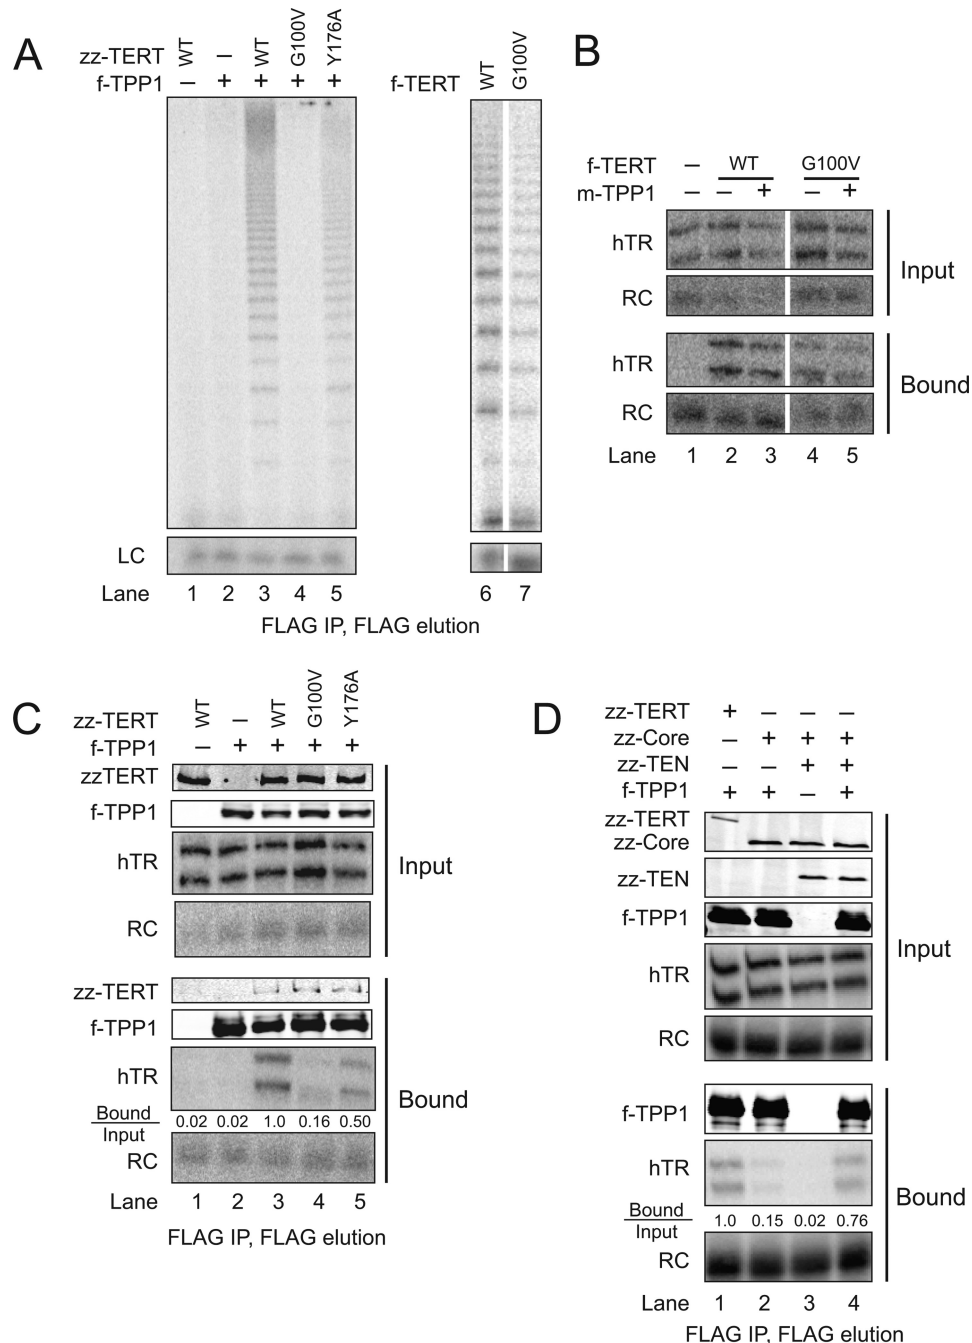 A
zz-TERT WT – WT G100V Y176A
f-TPP1 – + + + +
LC
Lane 1 2 3 4 5
f-TERT WT G100V
6 7
FLAG IP, FLAG elution
B
f-TERT – WT G100V
m-TPP1 – – + – +
hTR
RC
Input
hTR
RC
Bound
Lane 1 2 3 4 5
C
zz-TERT WT – WT G100V Y176A
f-TPP1 – + + + +
zzTERT
f-TPP1
hTR
RC
Input
zz-TERT
f-TPP1
hTR
Bound
Input
0.02 0.02 1.0 0.16 0.50
RC
Bound
Lane 1 2 3 4 5
FLAG IP, FLAG elution
D
zz-TERT + – – –
zz-Core – + + +
zz-TEN – – + +
f-TPP1 + + – +
zz-TERT
zz-Core
zz-TEN
f-TPP1
hTR
RC
Input
f-TPP1
hTR
Bound
Input
1.0 0.15 0.02 0.76
RC
Bound
Lane 1 2 3 4
FLAG IP, FLAG elution